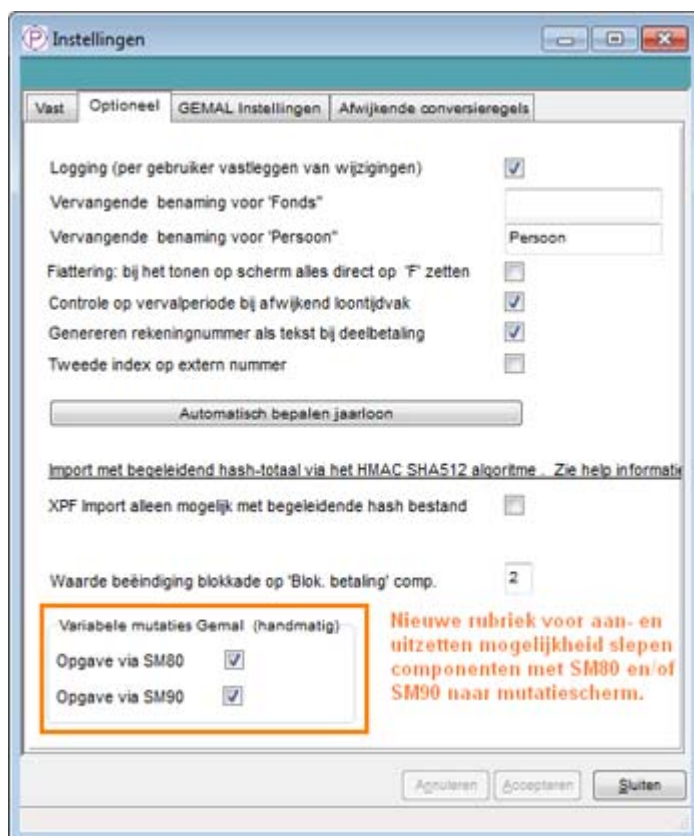 Instellingen
Vast Optioneel GEMAL Instellingen Afwijkende conversieregels
Logging (per gebruiker vastleggen van wijzigingen)
Vervangende benaming voor 'Fonds"
Vervangende benaming voor 'Persoon" Persoon
Fiattering: bij het tonen op scherm alles direct op 'F' zetten
Controle op vervalperiode bij afwijkend loontijdvak
Genereren rekeningnummer als tekst bij deelbetaling
Tweede index op extern nummer
Automatisch bepalen jaarloon
Import met begeleidend hash-totaal via het HMAC SHA512 algoritme . Zie help informatie
XPF Import alleen mogelijk met begeleidende hash bestand
Waarde beëindiging blokkade op 'Blok. betaling' comp. 2
Variabele mutaties Gemal (handmatig)
Opgave via SM80
Opgave via SM90
Nieuwe rubriek voor aan- en
uitzetten mogelijkheid slepen
componenten met SM80 en/of
SM90 naar mutatiescherm.
Annuleren Accepteren Sluiten